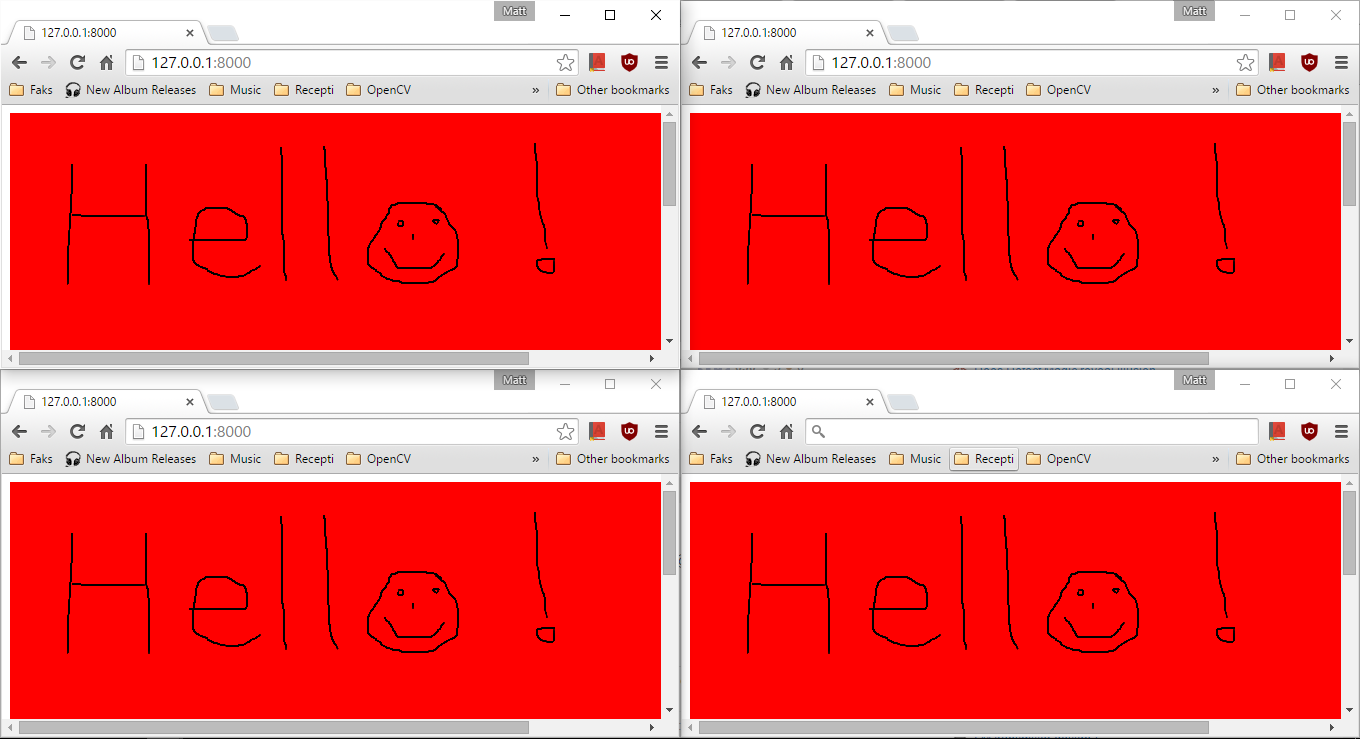 Matt
127.0.0.1:8000
127.0.0.1:8000
Faks New Album Releases Music Recepti OpenCV » Other bookmarks
Hello!
Matt
127.0.0.1:8000
127.0.0.1:8000
Faks New Album Releases Music Recepti OpenCV » Other bookmarks
Hello!
Matt
127.0.0.1:8000
127.0.0.1:8000
Faks New Album Releases Music Recepti OpenCV » Other bookmarks
Hello!
Matt
127.0.0.1:8000
Faks New Album Releases Music Recepti OpenCV » Other bookmarks
Hello!